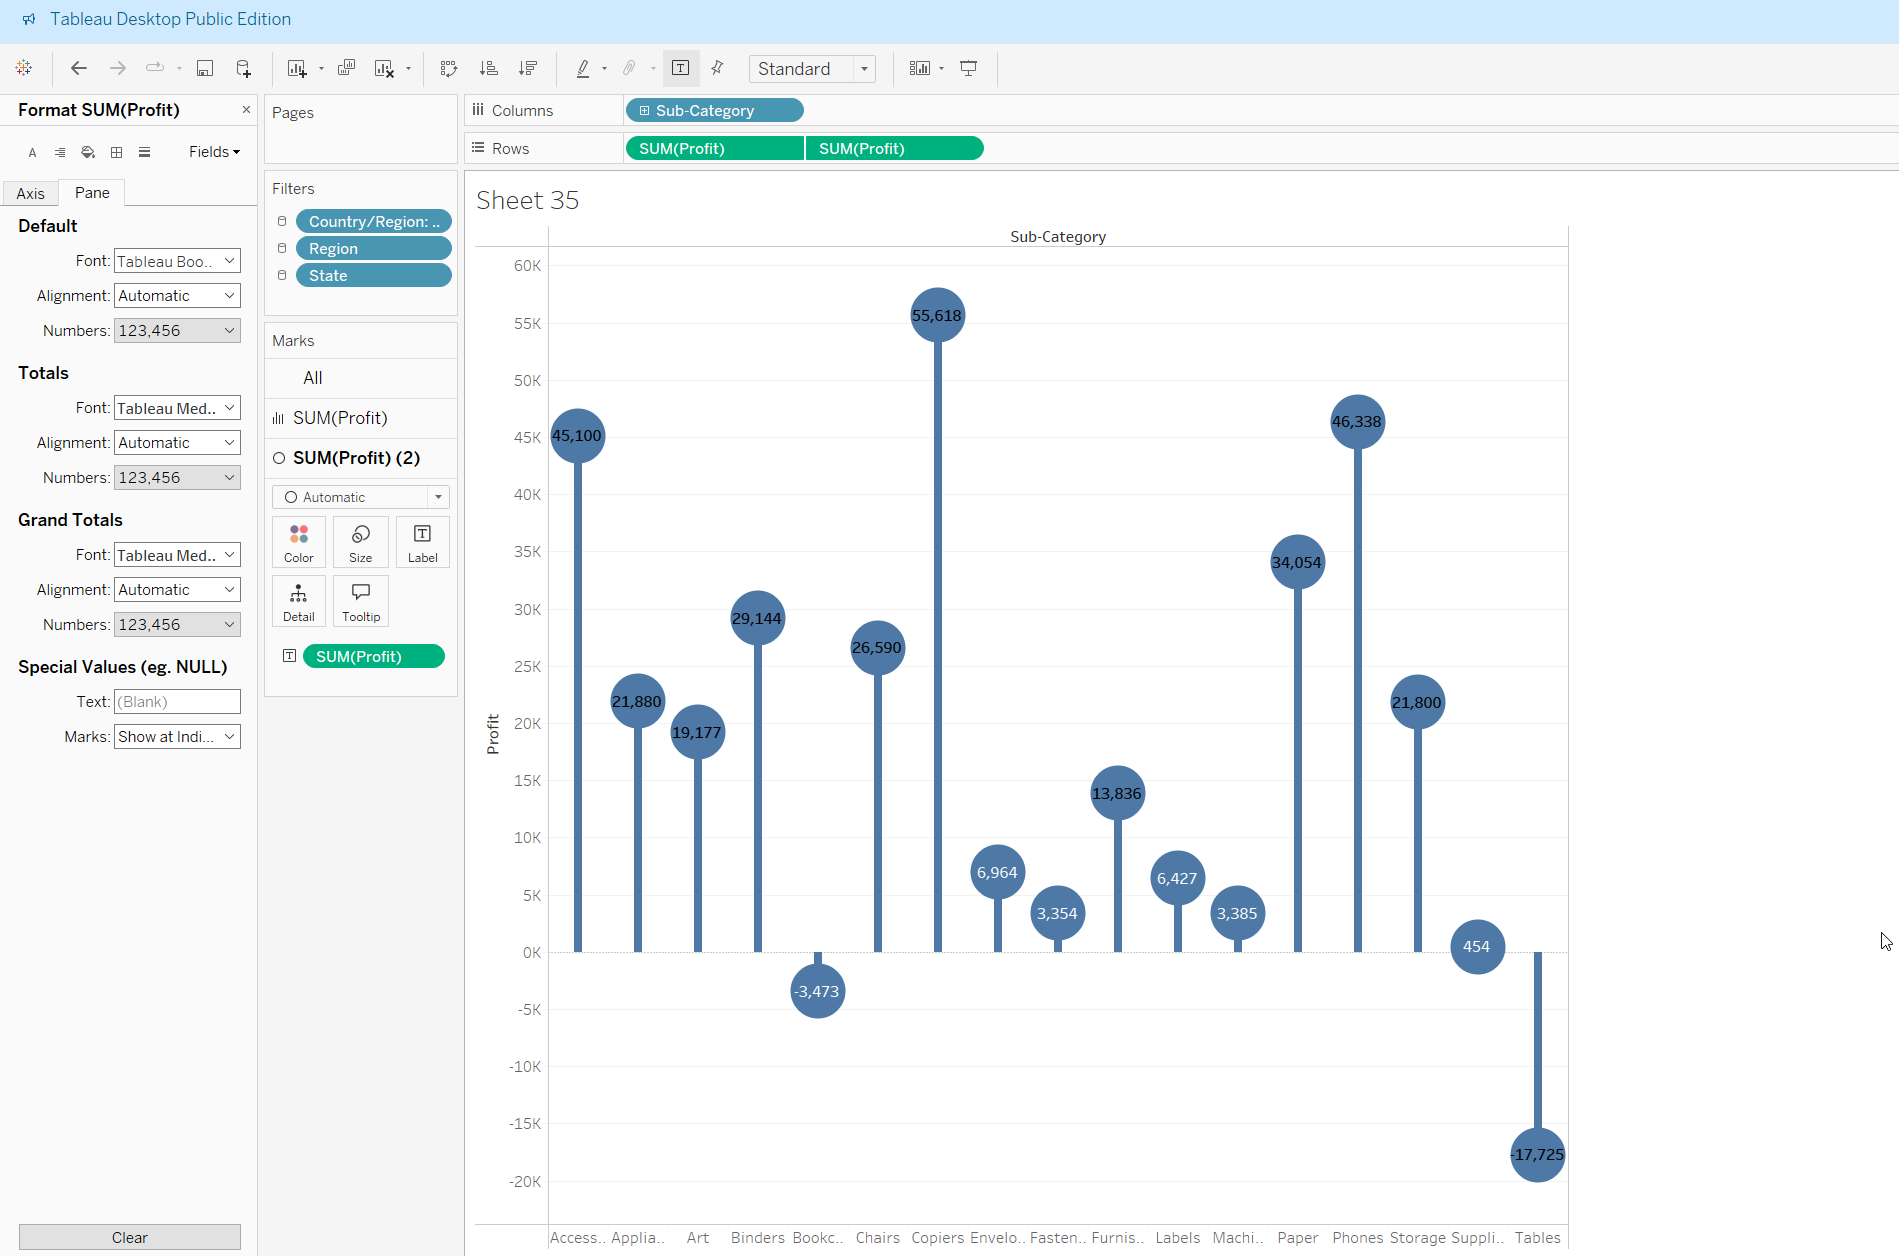 Tableau Desktop Public Edition
Standard
Format SUM(Profit)
A
Fields
Axis
Pane
Default
Font: Tableau Boo..
Alignment: Automatic
Numbers: 123,456
Totals
Font: Tableau Med..
Alignment: Automatic
Numbers: 123,456
Grand Totals
Font: Tableau Med..
Alignment: Automatic
Numbers: 123,456
Special Values (eg. NULL)
Text: (Blank)
Marks: Show at Indi...
Clear
Pages
Filters
Country/Region: ..
Region
State
Marks
All
SUM(Profit)
SUM(Profit) (2)
Automatic
Color
Size
Label
Detail
Tooltip
SUM(Profit)
Columns
Sub-Category
Rows
SUM(Profit)
SUM(Profit)
Sheet 35
Sub-Category
Profit
60K
55K
50K
45K
40K
35K
30K
25K
20K
15K
10K
5K
0K
-5K
-10K
-15K
-20K
45,100
21,880
19,177
29,144
-3,473
26,590
55,618
6,964
3,354
13,836
6,427
3,385
34,054
46,338
21,800
454
-17,725
Access.. Applia.. Art Binders Bookc.. Chairs Copiers Envelo.. Fasten.. Furnis.. Labels Machi.. Paper Phones Storage Suppli.. Tables